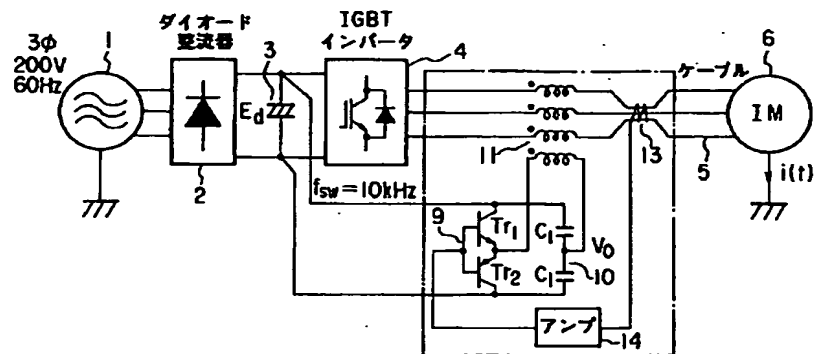 3φ
200V
60Hz
1
ダイオード
整流器
2
3
Ed
IGBT
インバータ
4
fsw=10kHz
11
ケーブル
13
5
6
IM
i(t)
9
Tr1
Tr2
C1
C1
V0
10
アンプ
14